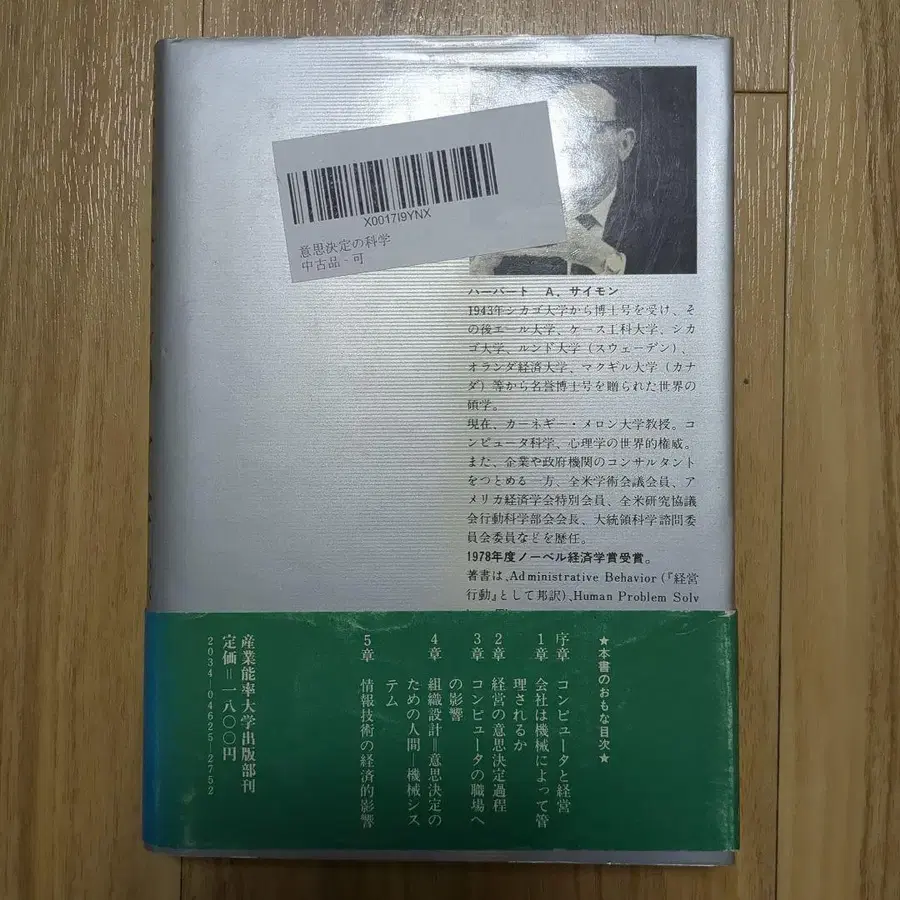 X0017I9YNX
意思決定の科学
中古品 - 可
ハーバート A、サイモン
1943年シカゴ大学から博士号を受け、そ
の後エール大学、ケース工科大学、シカ
ゴ大学、ルンド大学（スウェーデン）、
オランダ経済大学、マクギル大学（カナ
ダ）等から名誉博士号を贈られた世界の
碩学。
現在、カーネギー・メロン大学教授。コ
ンピュータ科学、心理学の世界的権威。
また、企業や政府機関のコンサルタント
をつとめる一方、全米学術会議会員、ア
メリカ経済学会特別会員、全米研究協議
会行動科学部会会長、大統領科学諮問委
員会委員などを歴任。
1978年度ノーベル経済学賞受賞。
著書は、Administrative Behavior（『経営
行動』として邦訳）、Human Problem Solv
★本書のおもな目次★
序章 コンピュータと経営
1章 会社は機械によって管
理されるか
2章 経営の意思決定過程
3章 コンピュータの職場へ
の影響
4章 組織設計＝意思決定の
ための人間―機械シス
テム
5章 情報技術の経済的影響
産業能率大学出版部刊
定価＝一八〇〇円
2034-04625-2752